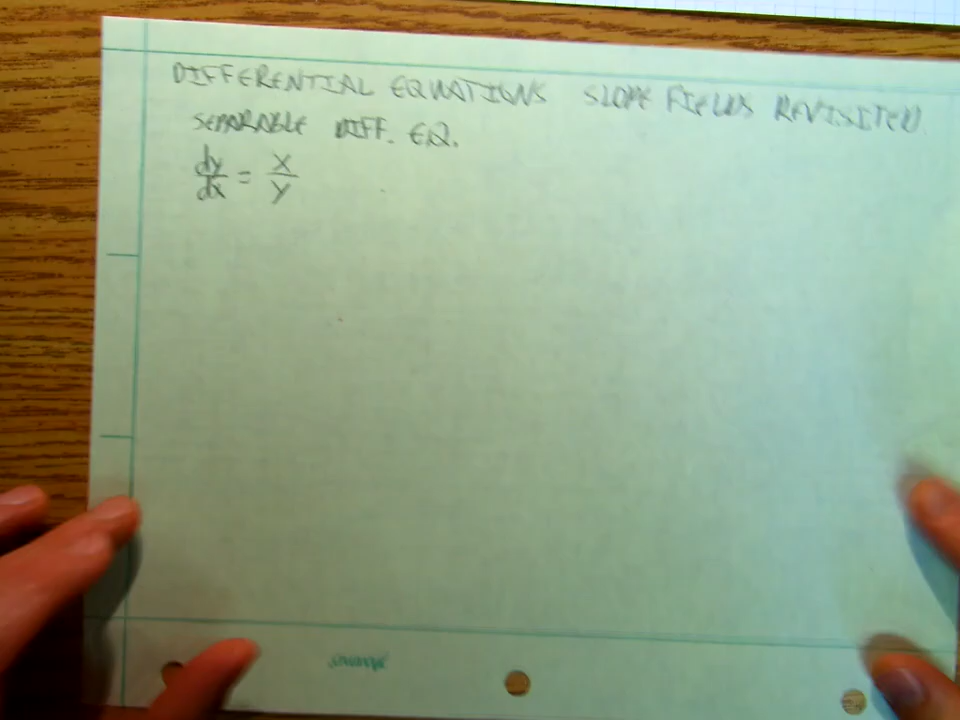 DIFFERENTIAL EQUATIONS SLOPE FIELDS REVISITED
SEPARABLE DIFF. EQ.
dy/dx = x/y